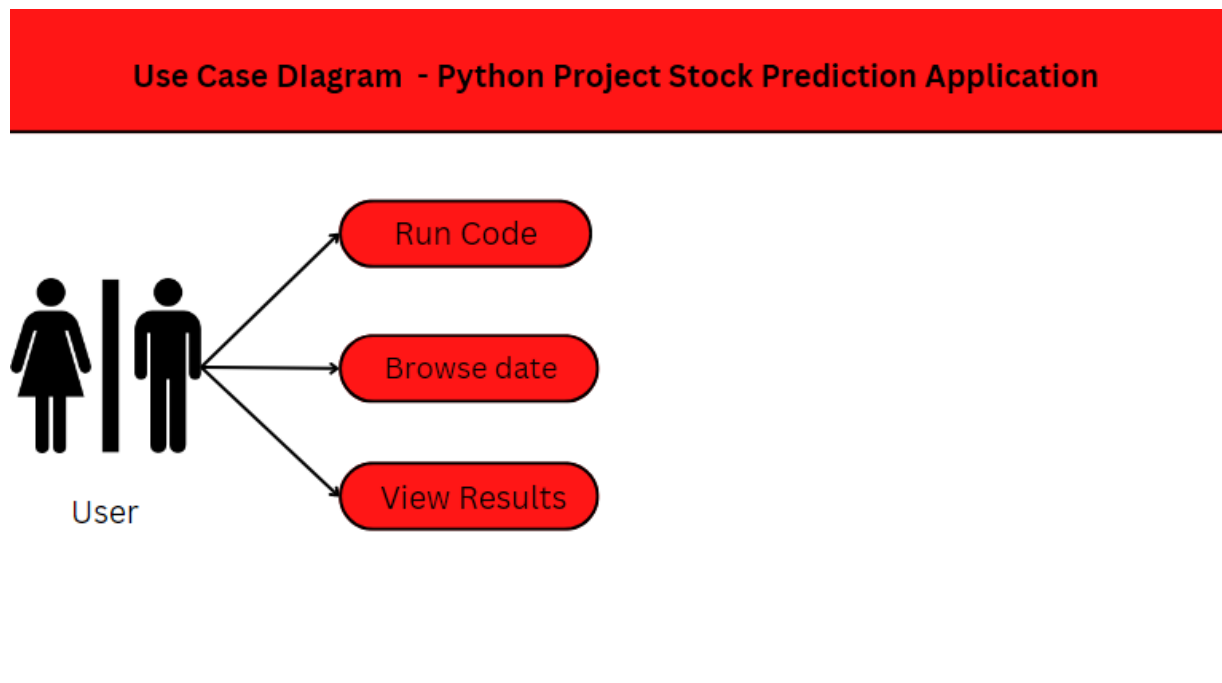 Use Case DIagram - Python Project Stock Prediction Application
Run Code
Browse date
View Results
User